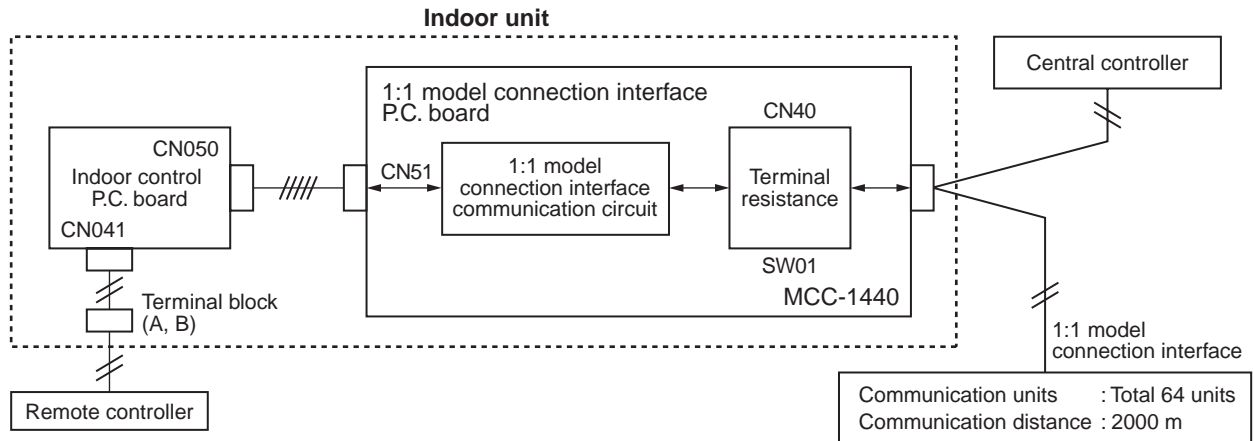 Indoor unit
Central controller
1:1 model connection interface
P.C. board
CN40
CN050
Indoor control
P.C. board
CN041
CN51
1:1 model
connection interface
communication circuit
Terminal
resistance
SW01
MCC-1440
Terminal block
(A, B)
1:1 model
connection interface
Remote controller
Communication units : Total 64 units
Communication distance : 2000 m